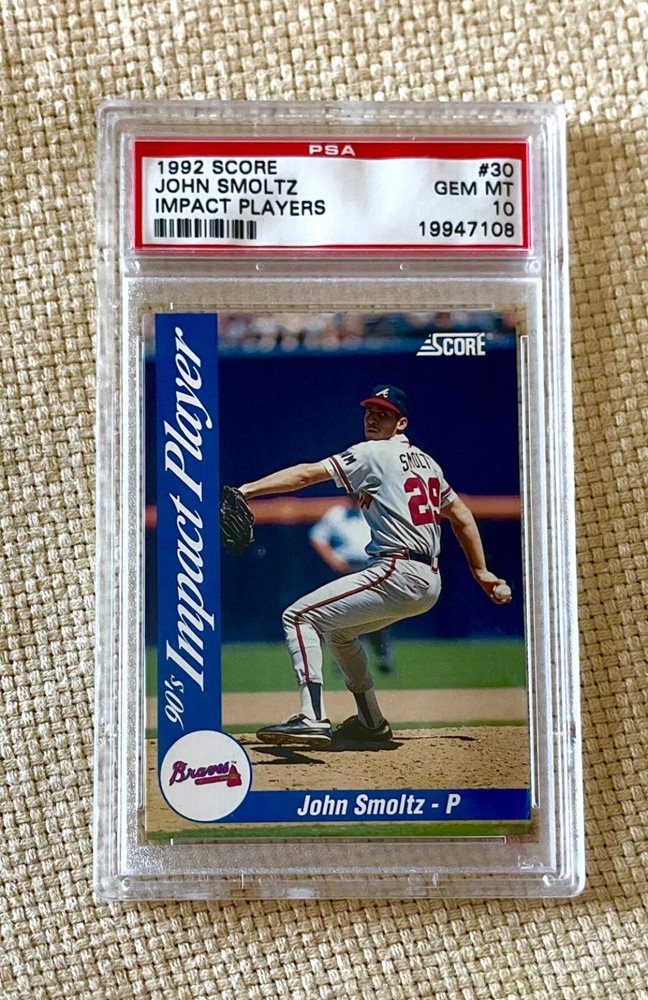 PSA
1992 SCORE #30
JOHN SMOLTZ GEM MT
IMPACT PLAYERS 10
19947108
SCORE
90's Impact Player
SMOLT
29
Braves
John Smoltz - P